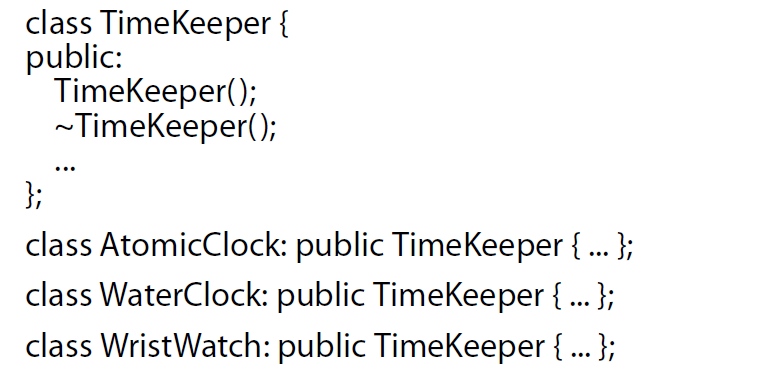 class TimeKeeper {
public:
TimeKeeper();
~TimeKeeper();
...
};
class AtomicClock: public TimeKeeper { ... };
class WaterClock: public TimeKeeper { ... };
class WristWatch: public TimeKeeper { ... };